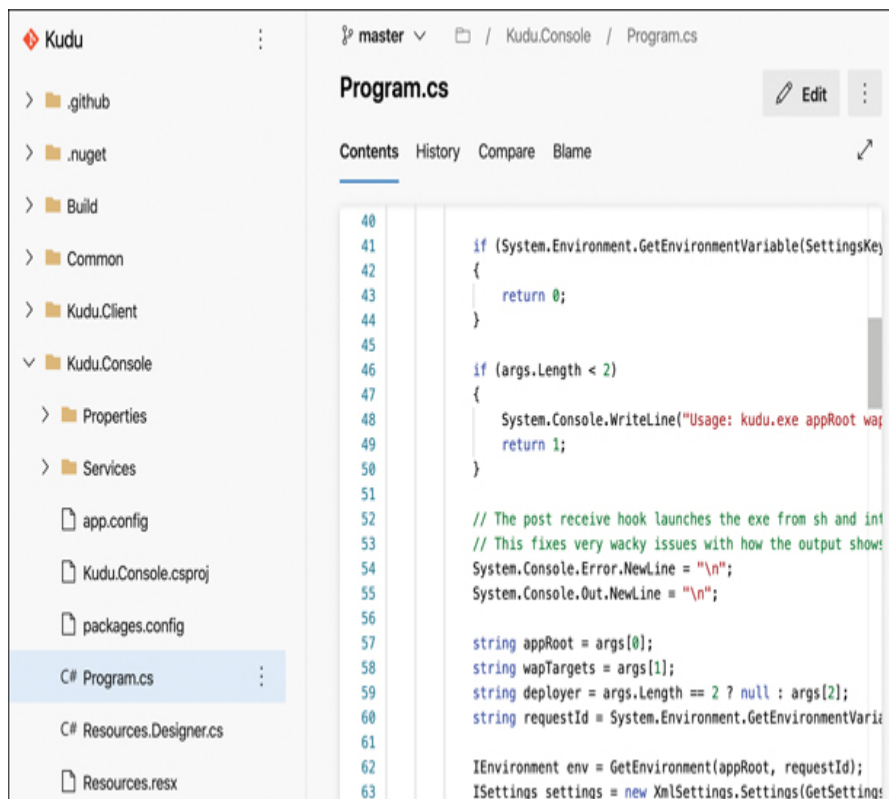 Kudu
.github
.nuget
Build
Common
Kudu.Client
Kudu.Console
Properties
Services
app.config
Kudu.Console.csproj
packages.config
C# Program.cs
C# Resources.Designer.cs
Resources.resx
master / Kudu.Console / Program.cs
Program.cs
Edit
Contents History Compare Blame
40
41 if (System.Environment.GetEnvironmentVariable(SettingsKey
42 {
43 return 0;
44 }
45
46 if (args.Length < 2)
47 {
48 System.Console.WriteLine("Usage: kudu.exe appRoot wap
49 return 1;
50 }
51
52 // The post receive hook launches the exe from sh and int
53 // This fixes very wacky issues with how the output shows
54 System.Console.Error.NewLine = "\n";
55 System.Console.Out.NewLine = "\n";
56
57 string appRoot = args[0];
58 string wapTargets = args[1];
59 string deployer = args.Length == 2 ? null : args[2];
60 string requestId = System.Environment.GetEnvironmentVaria
61
62 IEnvironment env = GetEnvironment(appRoot, requestId);
63 ISettings settings = new XmlSettings.Settings(GetSettings